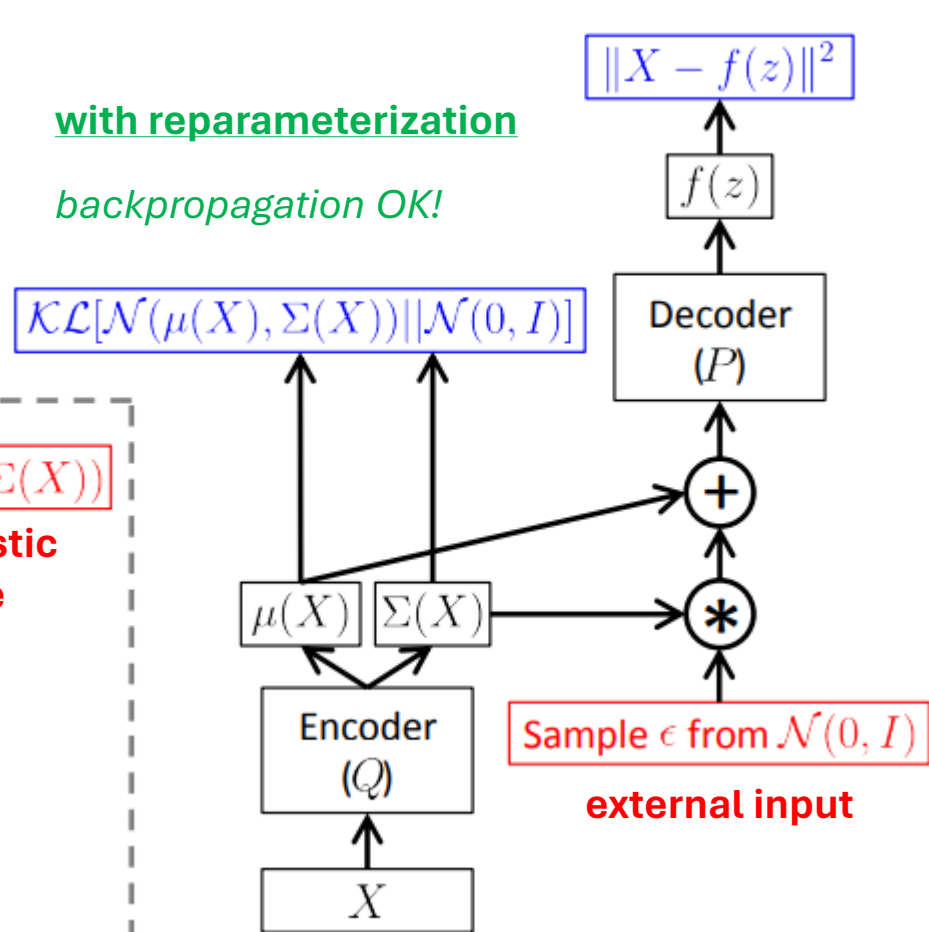 with reparameterization
backpropagation OK!
‖X − f(z)‖²
f(z)
Decoder
(P)
𝒦ℒ[𝒩(μ(X), Σ(X))||𝒩(0, I)]
Σ(X))
+
μ(X)
Σ(X)
*
Encoder
(Q)
Sample ϵ from 𝒩(0, I)
external input
X